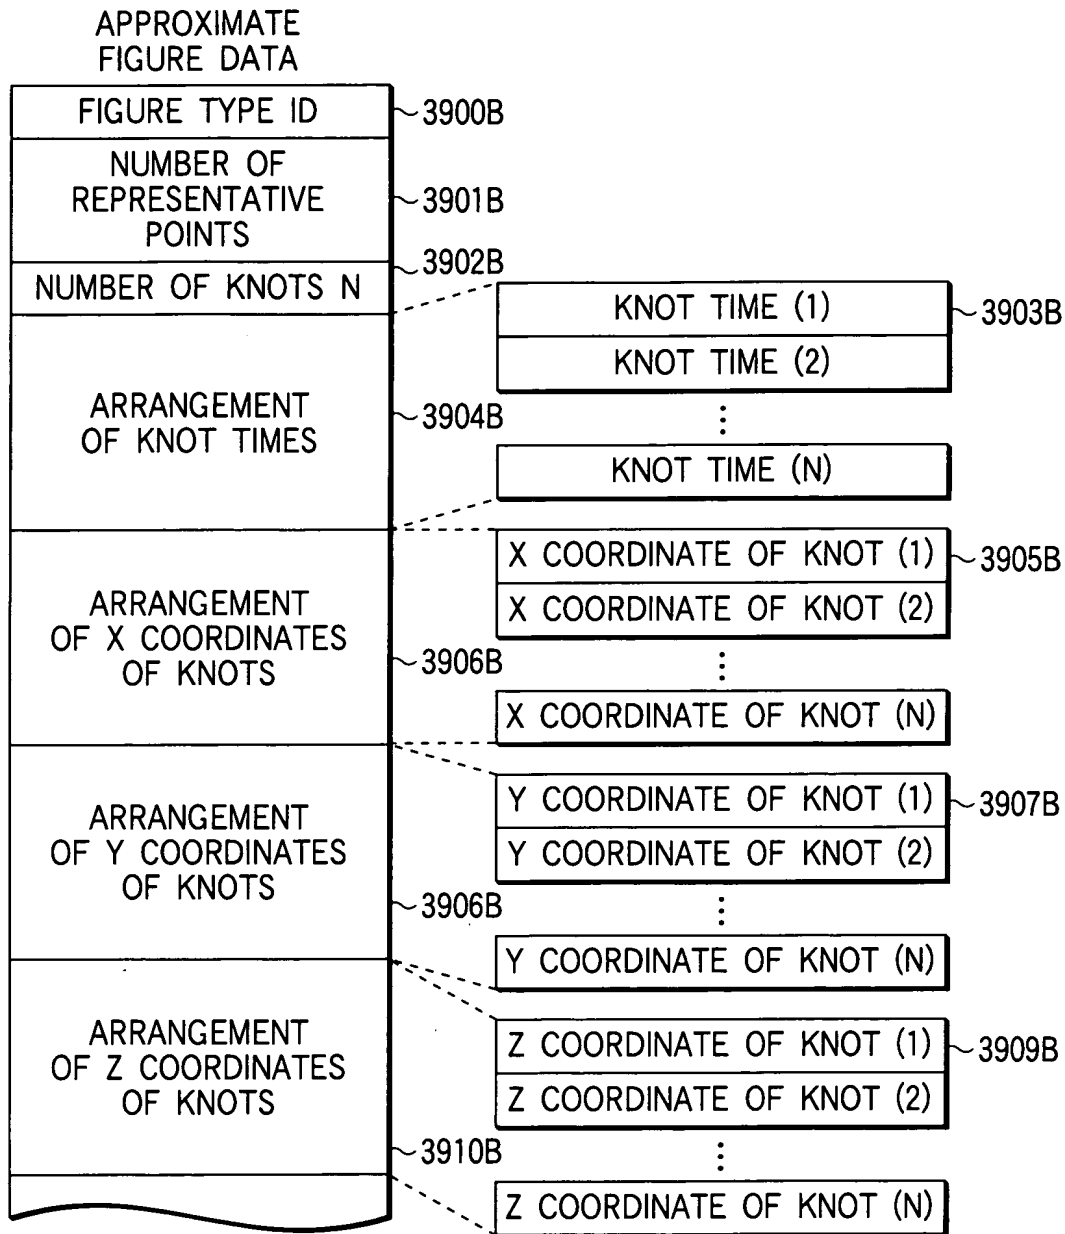 APPROXIMATE
FIGURE DATA
FIGURE TYPE ID
3900B
NUMBER OF
REPRESENTATIVE
POINTS
3901B
NUMBER OF KNOTS N
3902B
ARRANGEMENT
OF KNOT TIMES
3904B
KNOT TIME (1)
3903B
KNOT TIME (2)
KNOT TIME (N)
ARRANGEMENT
OF X COORDINATES
OF KNOTS
3906B
X COORDINATE OF KNOT (1)
3905B
X COORDINATE OF KNOT (2)
X COORDINATE OF KNOT (N)
ARRANGEMENT
OF Y COORDINATES
OF KNOTS
3906B
Y COORDINATE OF KNOT (1)
3907B
Y COORDINATE OF KNOT (2)
Y COORDINATE OF KNOT (N)
ARRANGEMENT
OF Z COORDINATES
OF KNOTS
3910B
Z COORDINATE OF KNOT (1)
3909B
Z COORDINATE OF KNOT (2)
Z COORDINATE OF KNOT (N)